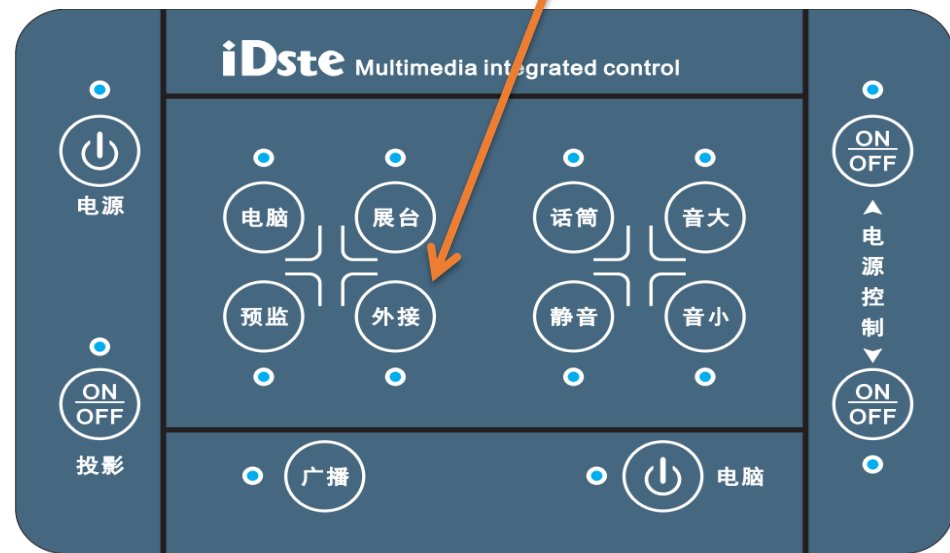 iDste Multimedia integrated control
电源
ON
OFF
投影
电脑
展台
预监
外接
话筒
音大
静音
音小
广播
电脑
ON
OFF
电源控制
ON
OFF